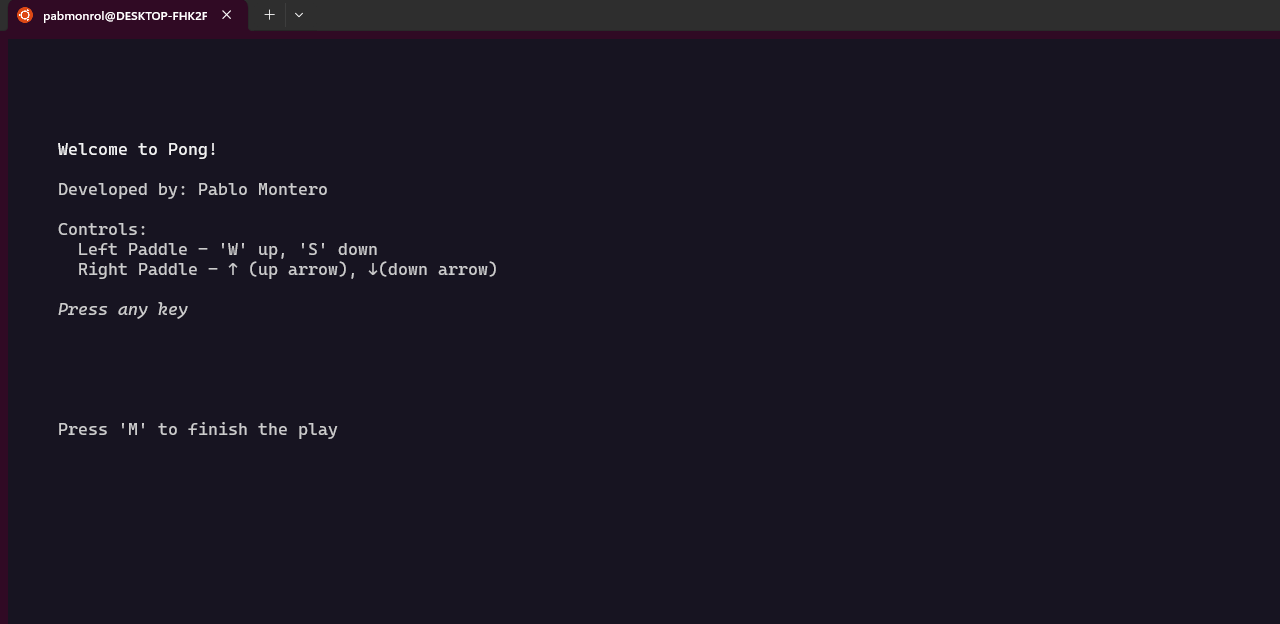 pabmonrol@DESKTOP-FHK2F
Welcome to Pong!
Developed by: Pablo Montero
Controls:
Left Paddle - 'W' up, 'S' down
Right Paddle - ↑ (up arrow), ↓(down arrow)
Press any key
Press 'M' to finish the play